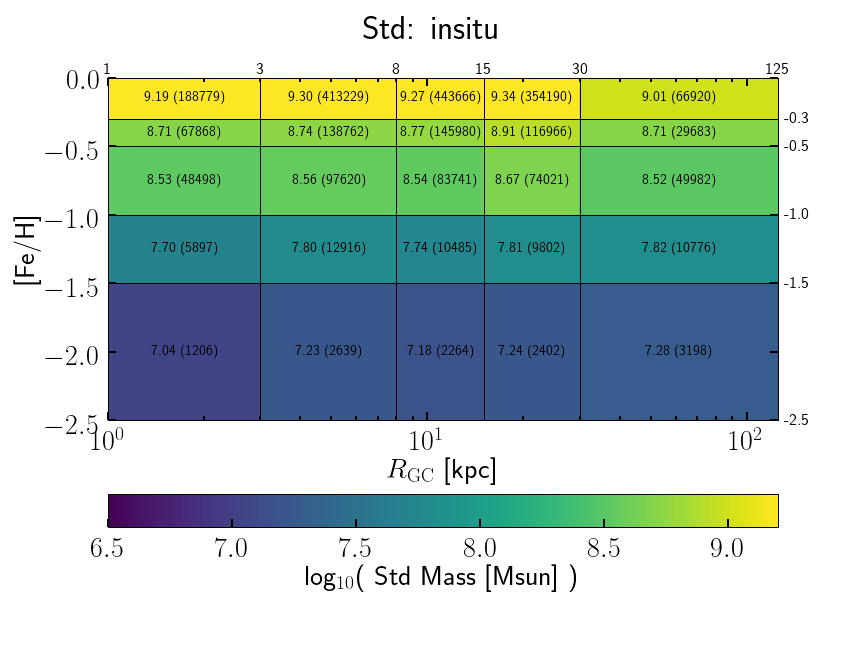 Std: insitu
1 3 8 15 30 125
0.0
9.19 (188779) 9.30 (413229) 9.27 (443666) 9.34 (354190) 9.01 (66920)
-0.3
8.71 (67868) 8.74 (138762) 8.77 (145980) 8.91 (116966) 8.71 (29683)
−0.5 -0.5
8.53 (48498) 8.56 (97620) 8.54 (83741) 8.67 (74021) 8.52 (49982)
−1.0 -1.0
[Fe/H]
7.70 (5897) 7.80 (12916) 7.74 (10485) 7.81 (9802) 7.82 (10776)
−1.5 -1.5
7.04 (1206) 7.23 (2639) 7.18 (2264) 7.24 (2402) 7.28 (3198)
−2.0
−2.5 -2.5
10⁰ 10¹ 10²
R_GC [kpc]
6.5 7.0 7.5 8.0 8.5 9.0
log₁₀( Std Mass [Msun] )